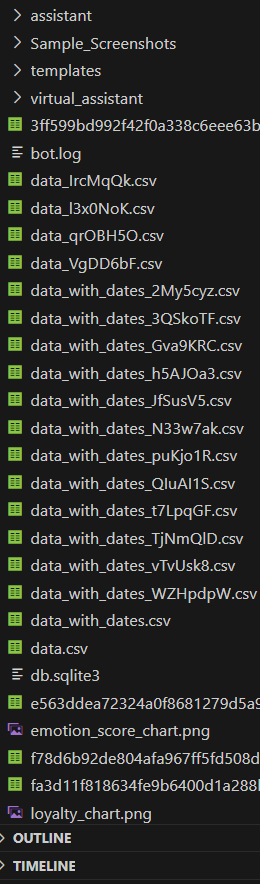 assistant
Sample_Screenshots
templates
virtual_assistant
3ff599bd992f42f0a338c6eee63b
bot.log
data_IrcMqQk.csv
data_l3x0NoK.csv
data_qrOBH5O.csv
data_VgDD6bF.csv
data_with_dates_2My5cyz.csv
data_with_dates_3QSkoTF.csv
data_with_dates_Gva9KRC.csv
data_with_dates_h5AJOa3.csv
data_with_dates_JfSusV5.csv
data_with_dates_N33w7ak.csv
data_with_dates_puKjo1R.csv
data_with_dates_QIuAI1S.csv
data_with_dates_t7LpqGF.csv
data_with_dates_TjNmQlD.csv
data_with_dates_vTvUsk8.csv
data_with_dates_WZHpdpW.csv
data_with_dates.csv
data.csv
db.sqlite3
e563ddea72324a0f8681279d5a9
emotion_score_chart.png
f78d6b92de804afa967ff5fd508d
fa3d11f818634fe9b6400d1a288
loyalty_chart.png
OUTLINE
TIMELINE